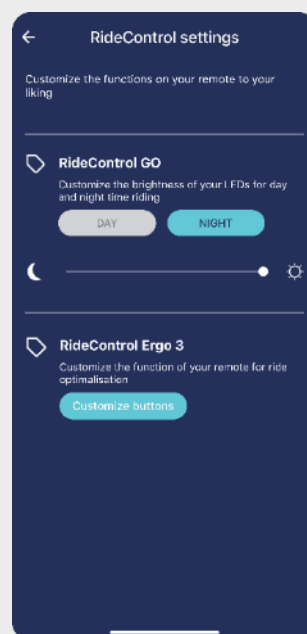 RideControl settings
Customize the functions on your remote to your
liking
RideControl GO
Customize the brightness of your LEDs for day
and night time riding
DAY NIGHT
RideControl Ergo 3
Customize the function of your remote for ride
optimalisation
Customize buttons